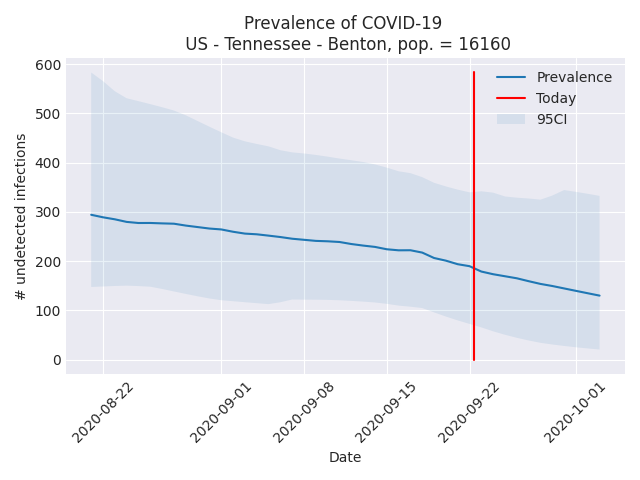 Prevalence of COVID-19
US - Tennessee - Benton, pop. = 16160
Prevalence
Today
95CI
# undetected infections
600
500
400
300
200
100
0
2020-08-22
2020-09-01
2020-09-08
2020-09-15
2020-09-22
2020-10-01
Date